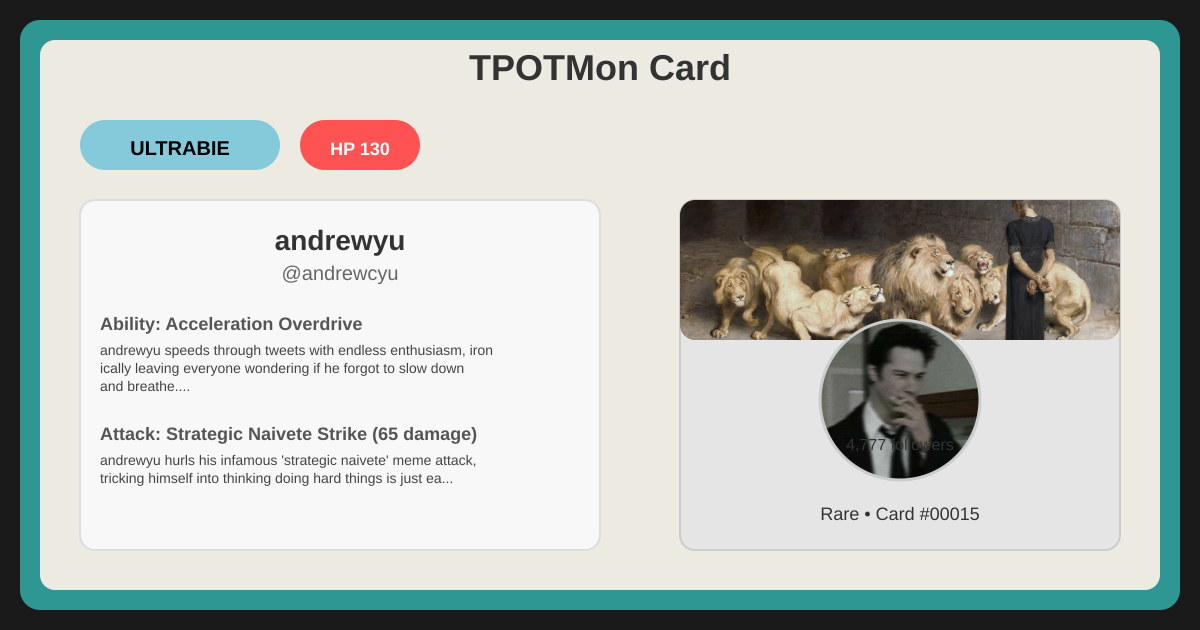 TPOTMon Card
ULTRABIE
HP 130
andrewyu
@andrewcyu
Ability: Acceleration Overdrive
andrewyu speeds through tweets with endless enthusiasm, iron
ically leaving everyone wondering if he forgot to slow down
and breathe....
Attack: Strategic Naivete Strike (65 damage)
andrewyu hurls his infamous 'strategic naivete' meme attack,
tricking himself into thinking doing hard things is just ea...
4,777 followers
Rare • Card #00015